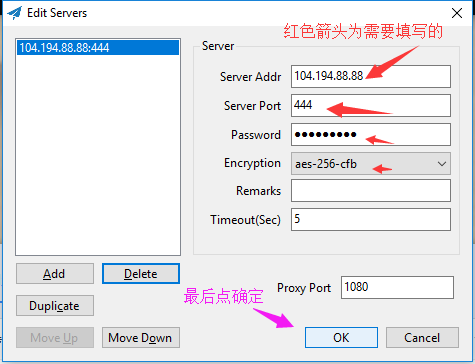 Edit Servers
104.194.88.88:444
Server
红色箭头为需要填写的
Server Addr 104.194.88.88
Server Port 444
Password ●●●●●●●●●
Encryption aes-256-cfb
Remarks
Timeout(Sec) 5
Add Delete
Duplicate
Proxy Port 1080
最后点确定
Move Up Move Down OK Cancel